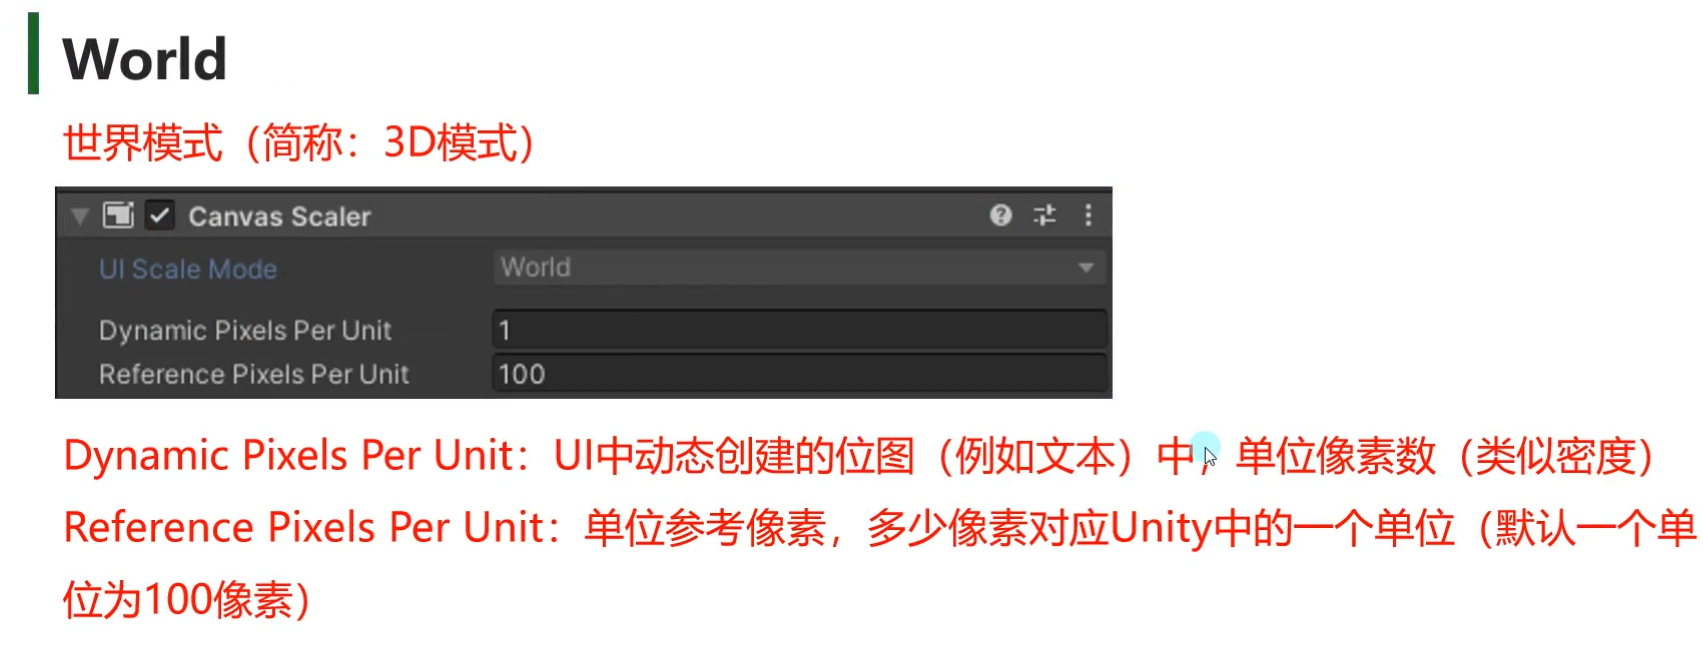 World
世界模式（简称：3D模式）
Canvas Scaler
UI Scale Mode World
Dynamic Pixels Per Unit 1
Reference Pixels Per Unit 100
Dynamic Pixels Per Unit：UI中动态创建的位图（例如文本）中，单位像素数（类似密度）
Reference Pixels Per Unit：单位参考像素，多少像素对应Unity中的一个单位（默认一个单
位为100像素）